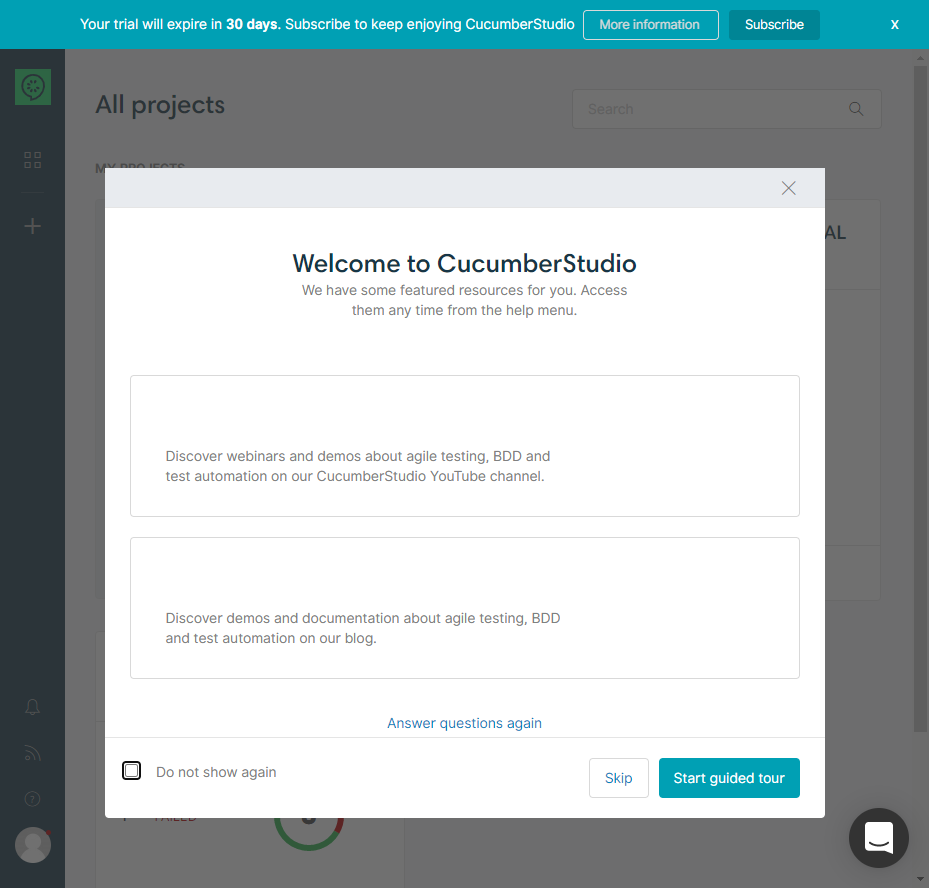 Your trial will expire in 30 days. Subscribe to keep enjoying CucumberStudio More information Subscribe X
All projects
Search
MY PROJECTS
AL
Welcome to CucumberStudio
We have some featured resources for you. Access
them any time from the help menu.
Discover webinars and demos about agile testing, BDD and
test automation on our CucumberStudio YouTube channel.
Discover demos and documentation about agile testing, BDD
and test automation on our blog.
Answer questions again
Do not show again
Skip
Start guided tour
FAILED